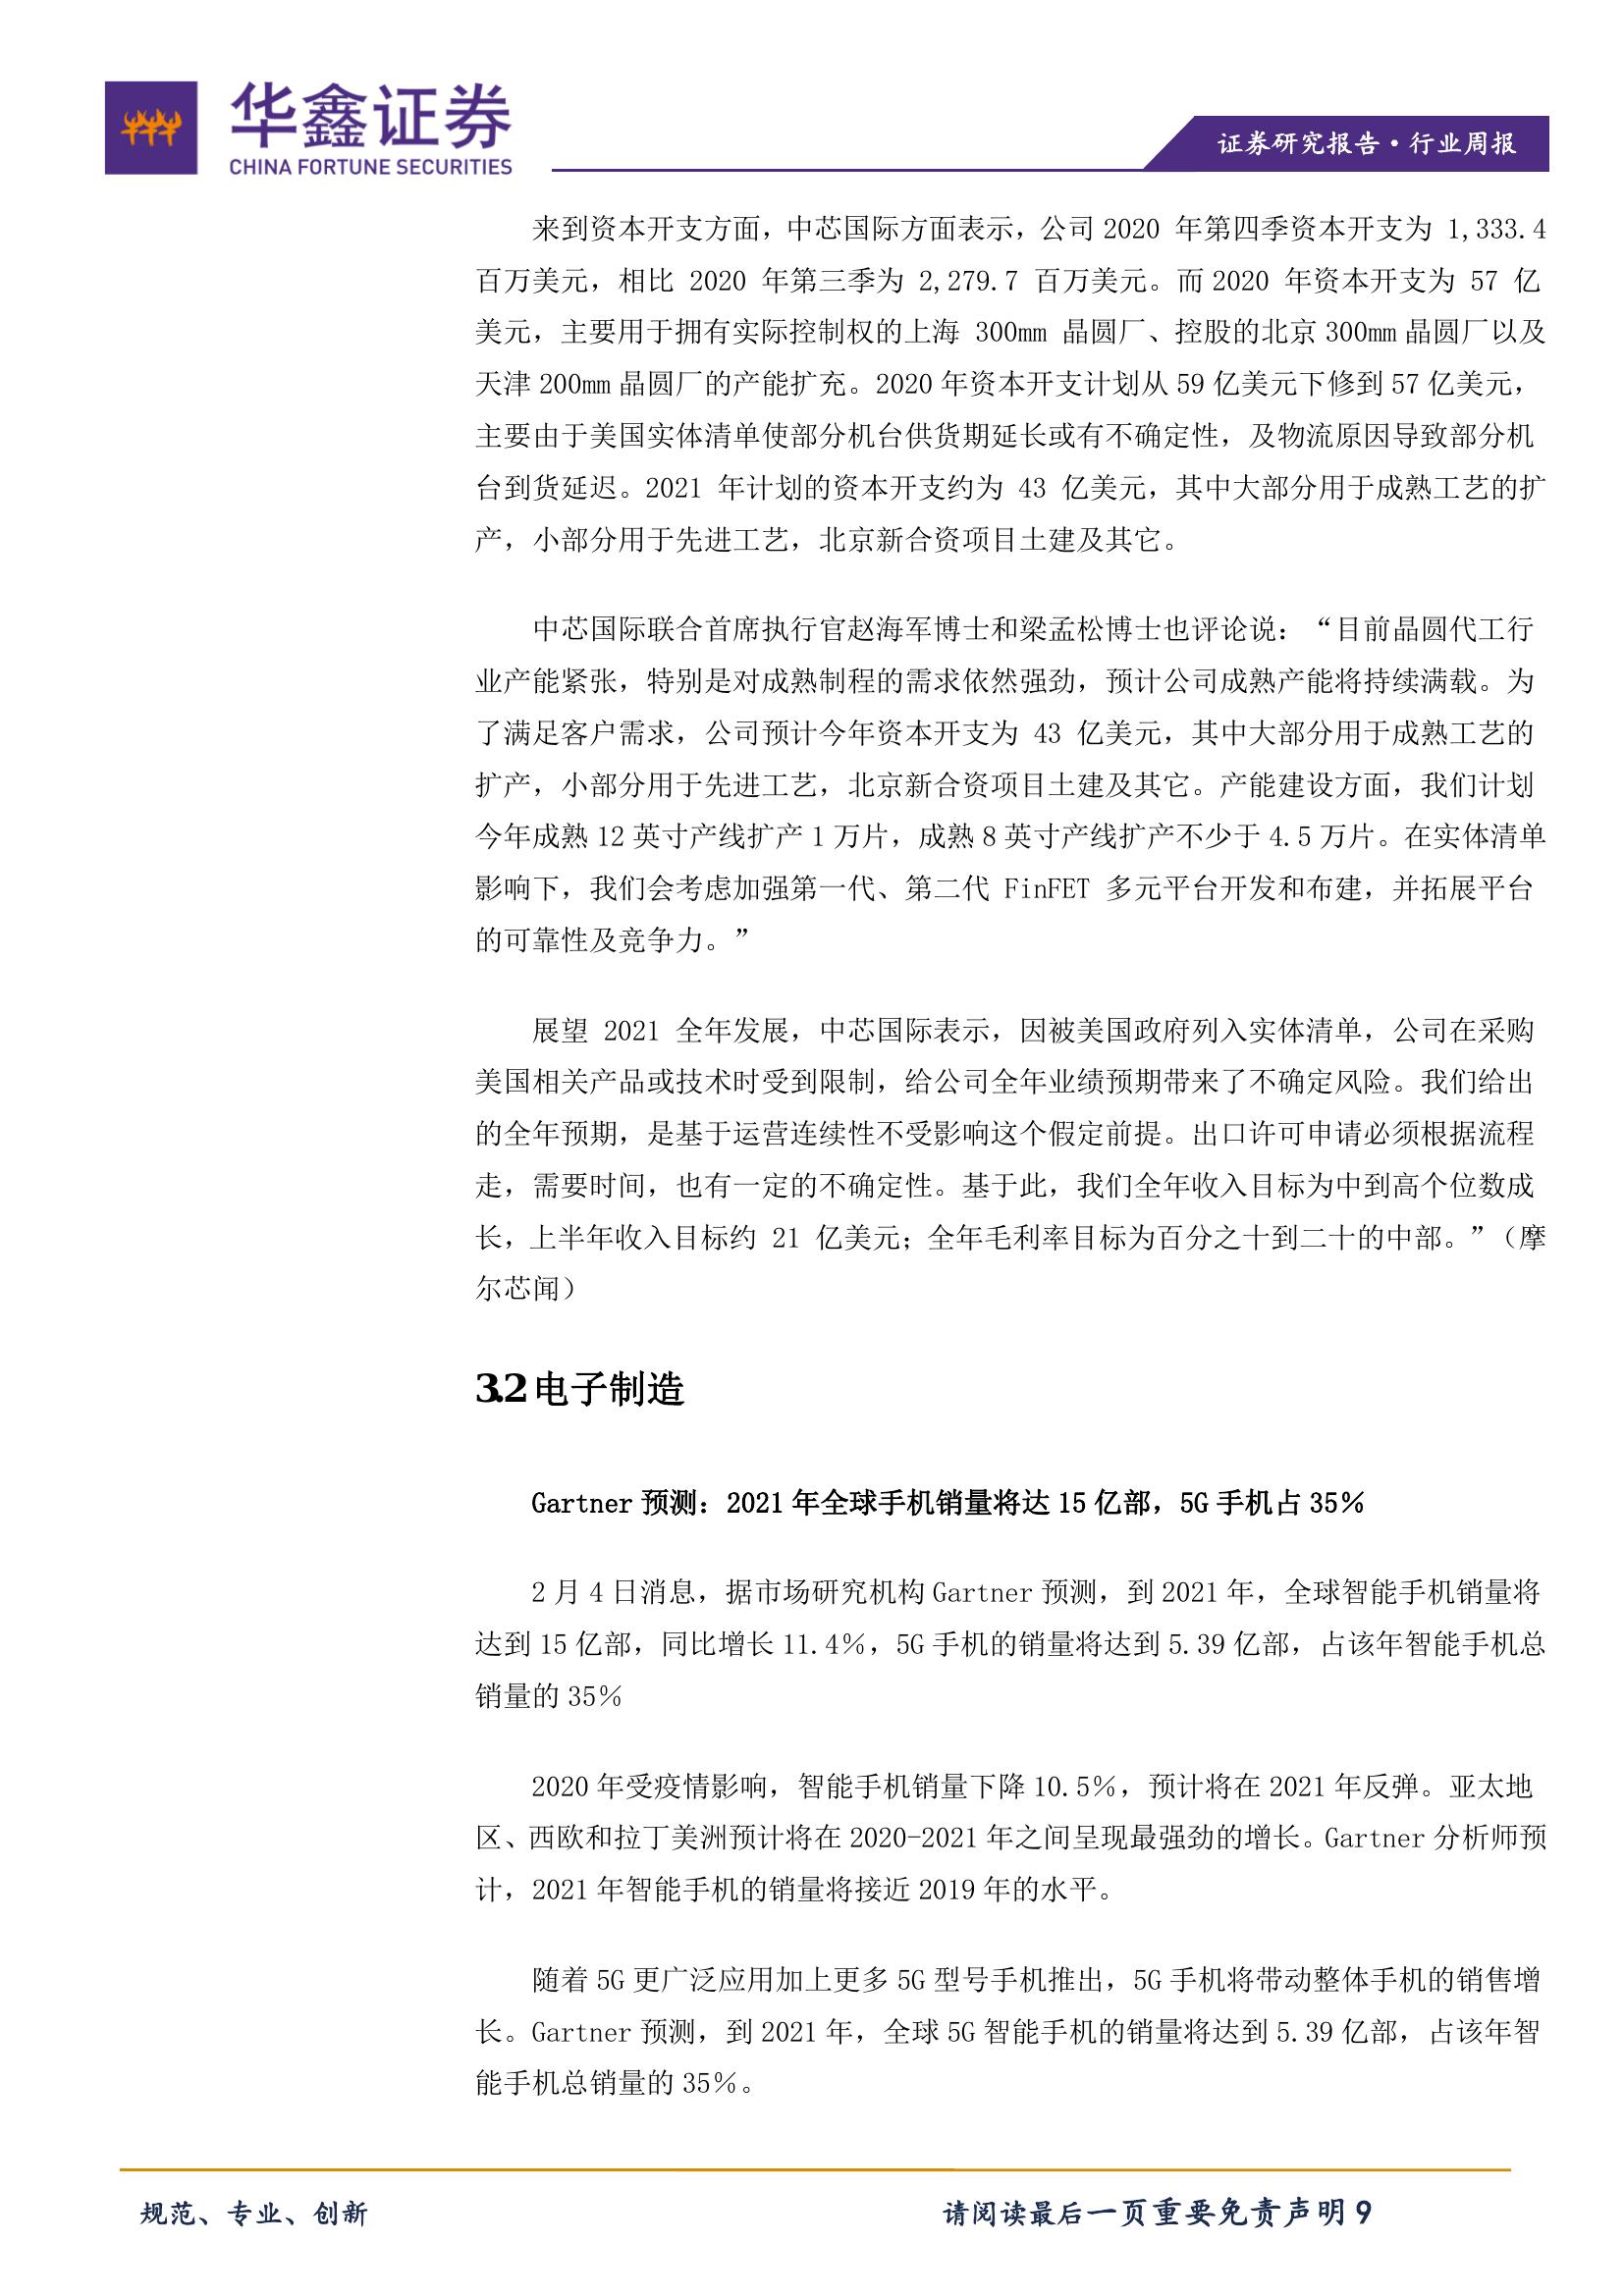 华鑫证券
CHINA FORTUNE SECURITIES
证券研究报告·行业周报
来到资本开支方面，中芯国际方面表示，公司 2020 年第四季资本开支为 1,333.4
百万美元，相比 2020 年第三季为 2,279.7 百万美元。而 2020 年资本开支为 57 亿
美元，主要用于拥有实际控制权的上海 300mm 晶圆厂、控股的北京 300mm 晶圆厂以及
天津 200mm 晶圆厂的产能扩充。2020 年资本开支计划从 59 亿美元下修到 57 亿美元，
主要由于美国实体清单使部分机台供货期延长或有不确定性，及物流原因导致部分机
台到货延迟。2021 年计划的资本开支约为 43 亿美元，其中大部分用于成熟工艺的扩
产，小部分用于先进工艺，北京新合资项目土建及其它。
中芯国际联合首席执行官赵海军博士和梁孟松博士也评论说：“目前晶圆代工行
业产能紧张，特别是对成熟制程的需求依然强劲，预计公司成熟产能将持续满载。为
了满足客户需求，公司预计今年资本开支为 43 亿美元，其中大部分用于成熟工艺的
扩产，小部分用于先进工艺，北京新合资项目土建及其它。产能建设方面，我们计划
今年成熟 12 英寸产线扩产 1 万片，成熟 8 英寸产线扩产不少于 4.5 万片。在实体清单
影响下，我们会考虑加强第一代、第二代 FinFET 多元平台开发和布建，并拓展平台
的可靠性及竞争力。”
展望 2021 全年发展，中芯国际表示，因被美国政府列入实体清单，公司在采购
美国相关产品或技术时受到限制，给公司全年业绩预期带来了不确定风险。我们给出
的全年预期，是基于运营连续性不受影响这个假定前提。出口许可申请必须根据流程
走，需要时间，也有一定的不确定性。基于此，我们全年收入目标为中到高个位数成
长，上半年收入目标约 21 亿美元；全年毛利率目标为百分之十到二十的中部。”（摩
尔芯闻）
3.2 电子制造
Gartner 预测：2021 年全球手机销量将达 15 亿部，5G 手机占 35％
2 月 4 日消息，据市场研究机构 Gartner 预测，到 2021 年，全球智能手机销量将
达到 15 亿部，同比增长 11.4％，5G 手机的销量将达到 5.39 亿部，占该年智能手机总
销量的 35％
2020 年受疫情影响，智能手机销量下降 10.5％，预计将在 2021 年反弹。亚太地
区、西欧和拉丁美洲预计将在 2020-2021 年之间呈现最强劲的增长。Gartner 分析师预
计，2021 年智能手机的销量将接近 2019 年的水平。
随着 5G 更广泛应用加上更多 5G 型号手机推出，5G 手机将带动整体手机的销售增
长。Gartner 预测，到 2021 年，全球 5G 智能手机的销量将达到 5.39 亿部，占该年智
能手机总销量的 35％。
规范、专业、创新
请阅读最后一页重要免责声明 9